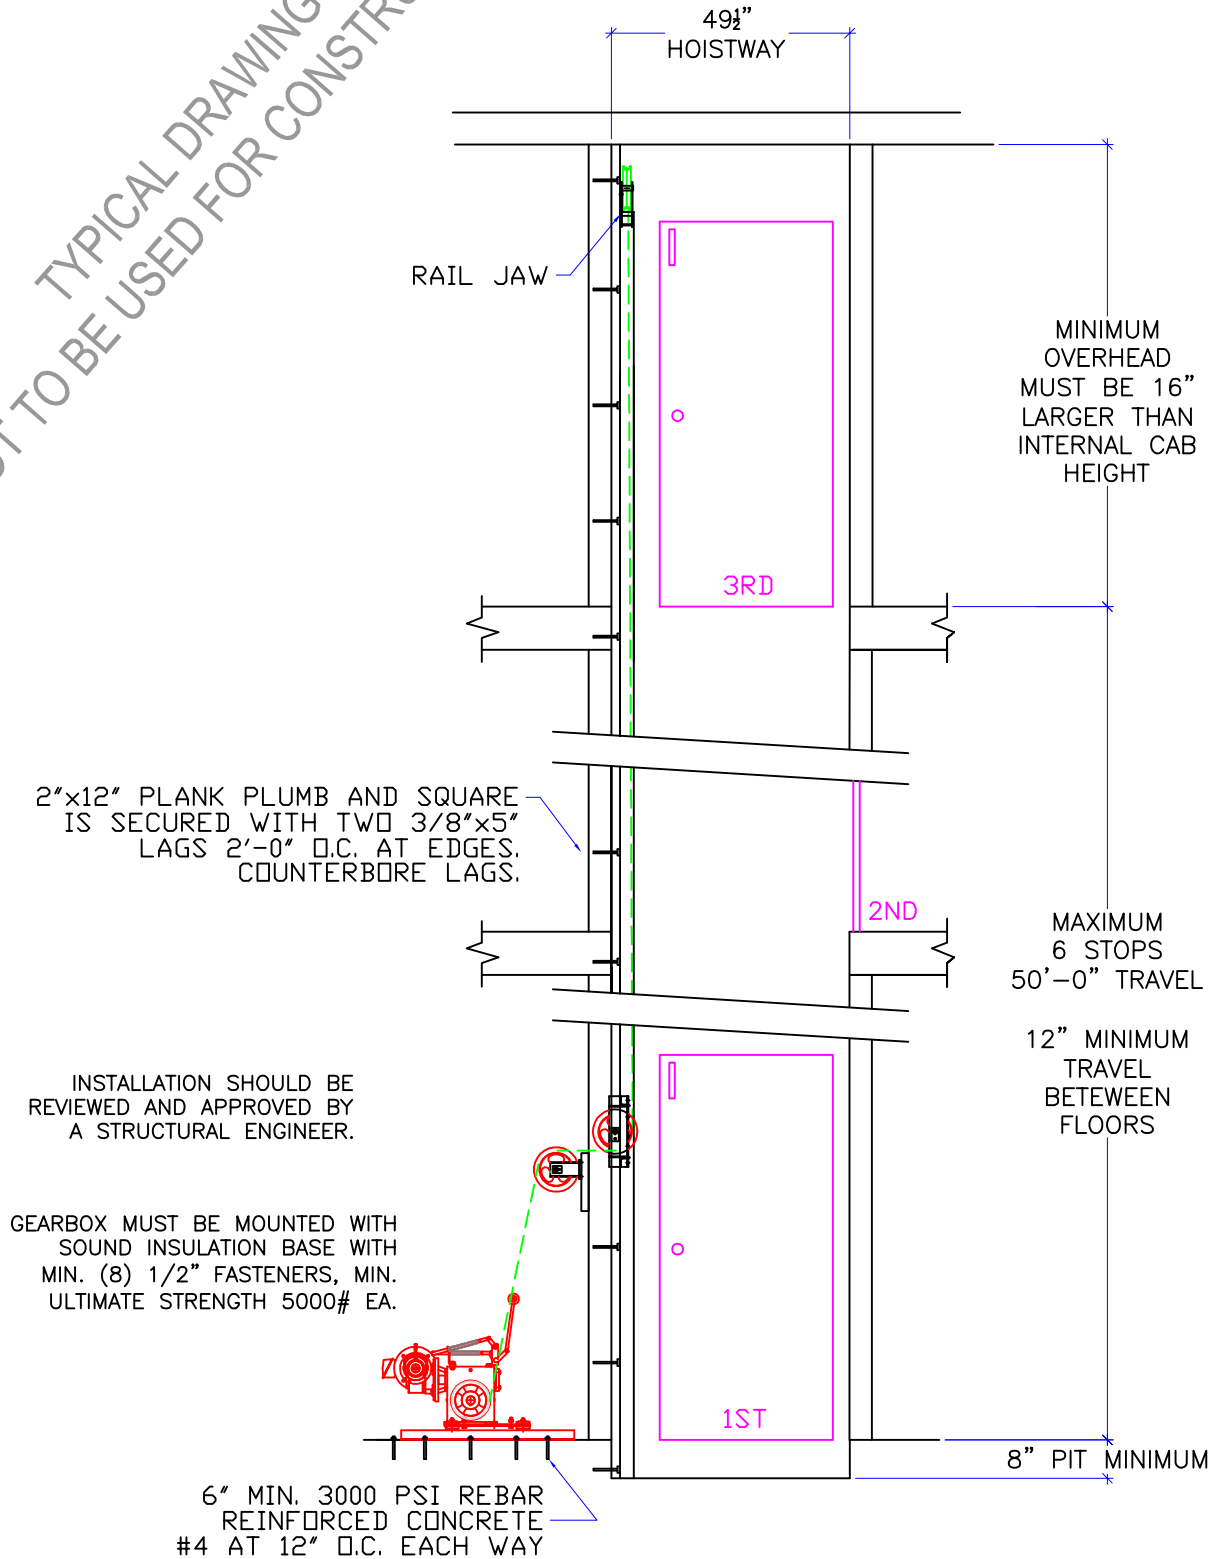 49½"
HOISTWAY
TYPICAL DRAWING
TO BE USED FOR
RAIL JAW
MINIMUM
OVERHEAD
MUST BE 16"
LARGER THAN
INTERNAL CAB
HEIGHT
3RD
2"x12" PLANK PLUMB AND SQUARE
IS SECURED WITH TWO 3/8"x5"
LAGS 2'-0" O.C. AT EDGES.
COUNTERBORE LAGS.
2ND
MAXIMUM
6 STOPS
50'-0" TRAVEL
12" MINIMUM
TRAVEL
BETEWEEN
FLOORS
INSTALLATION SHOULD BE
REVIEWED AND APPROVED BY
A STRUCTURAL ENGINEER.
GEARBOX MUST BE MOUNTED WITH
SOUND INSULATION BASE WITH
MIN. (8) 1/2" FASTENERS, MIN.
ULTIMATE STRENGTH 5000# EA.
1ST
8" PIT MINIMUM
6" MIN. 3000 PSI REBAR
REINFORCED CONCRETE
#4 AT 12" O.C. EACH WAY